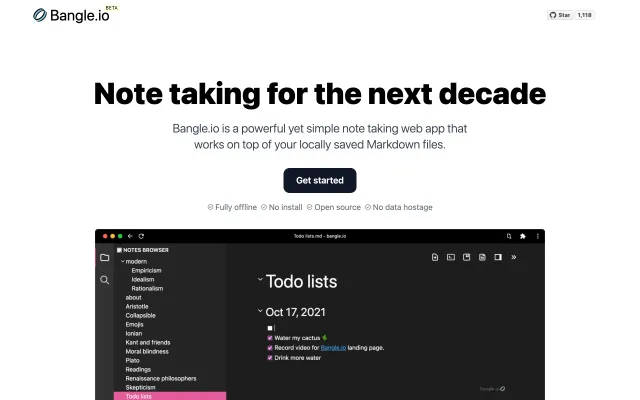 Bangle.io BETA
Star 1,118
Note taking for the next decade
Bangle.io is a powerful yet simple note taking web app that
works on top of your locally saved Markdown files.
Get started
Fully offline No install Open source No data hostage
Todo lists.md - bangle.io
NOTES BROWSER
modern
Empiricism
Idealism
Rationalism
about
Aristotle
Collapsible
Emojis
Ionian
Kant and friends
Moral blindness
Plato
Readings
Renaissance philosophers
Skepticism
Todo lists
Todo lists
Oct 17, 2021
Water my cactus
Record video for Bangle.io landing page.
Drink more water
bangle.io